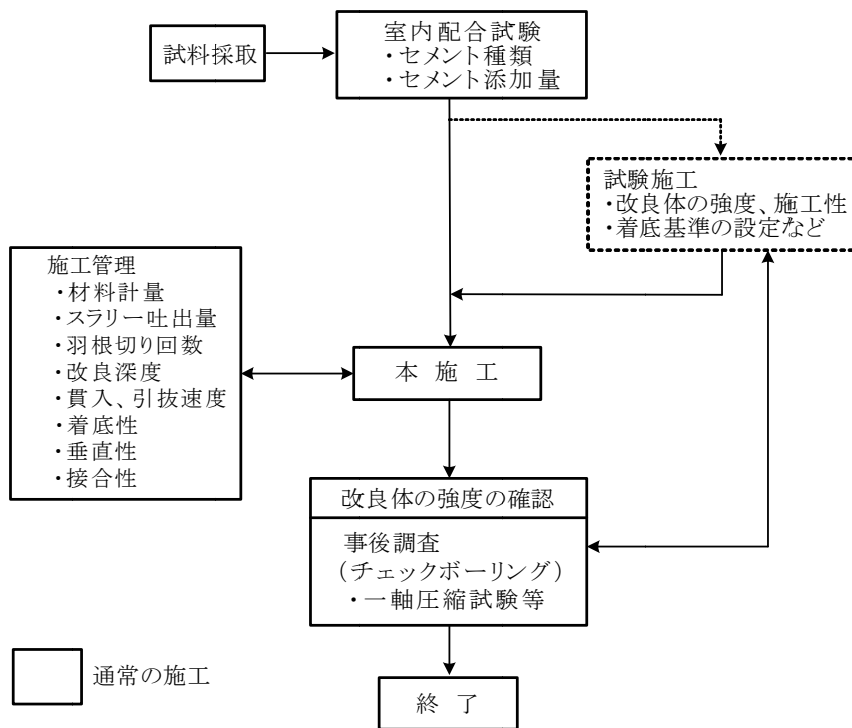 試料採取
室内配合試験
・セメント種類
・セメント添加量
試験施工
・改良体の強度、施工性
・着底基準の設定など
施工管理
・材料計量
・スラリー吐出量
・羽根切り回数
・改良深度
・貫入、引抜速度
・着底性
・垂直性
・接合性
本 施 工
改良体の強度の確認
事後調査
(チェックボーリング)
・一軸圧縮試験等
通常の施工
終 了